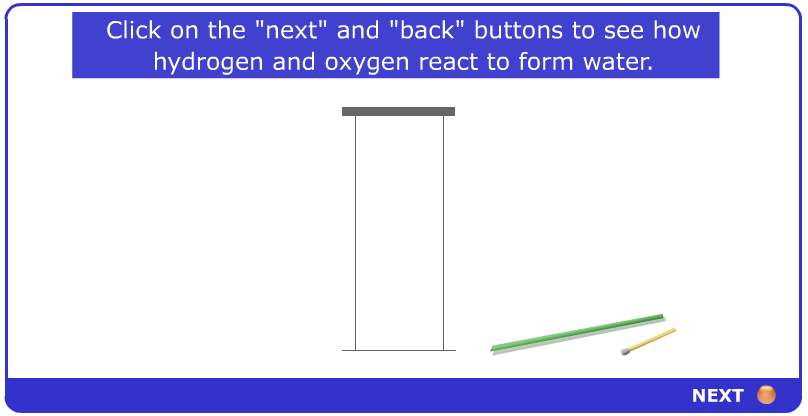 Click on the "next" and "back" buttons to see how
hydrogen and oxygen react to form water.
NEXT